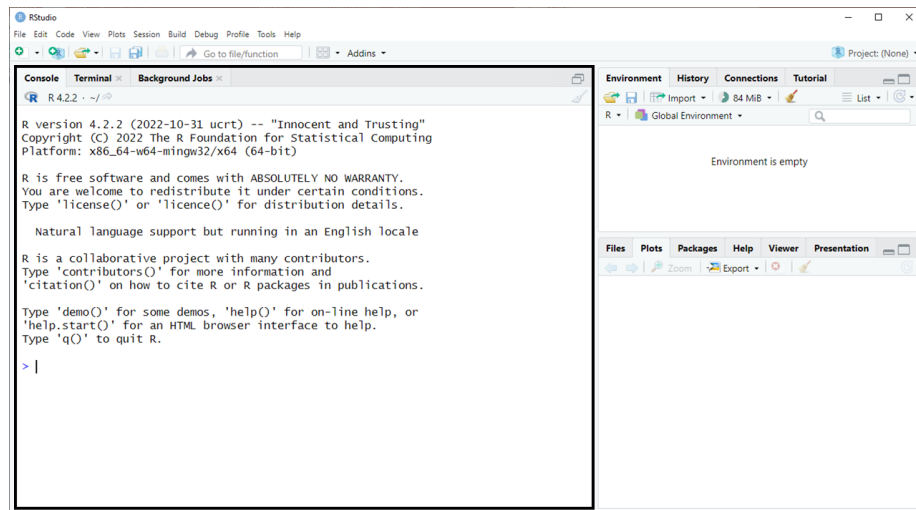 RStudio
File Edit Code View Plots Session Build Debug Profile Tools Help
Go to file/function Addins Project: (None)
Console Terminal Background Jobs
R 4.2.2 · ~/
R version 4.2.2 (2022-10-31 ucrt) -- "Innocent and Trusting"
Copyright (C) 2022 The R Foundation for Statistical Computing
Platform: x86_64-w64-mingw32/x64 (64-bit)
R is free software and comes with ABSOLUTELY NO WARRANTY.
You are welcome to redistribute it under certain conditions.
Type 'license()' or 'licence()' for distribution details.
Natural language support but running in an English locale
R is a collaborative project with many contributors.
Type 'contributors()' for more information and
'citation()' on how to cite R or R packages in publications.
Type 'demo()' for some demos, 'help()' for on-line help, or
'help.start()' for an HTML browser interface to help.
Type 'q()' to quit R.
>
Environment History Connections Tutorial
Import 84 MiB List
R Global Environment
Environment is empty
Files Plots Packages Help Viewer Presentation
Zoom Export